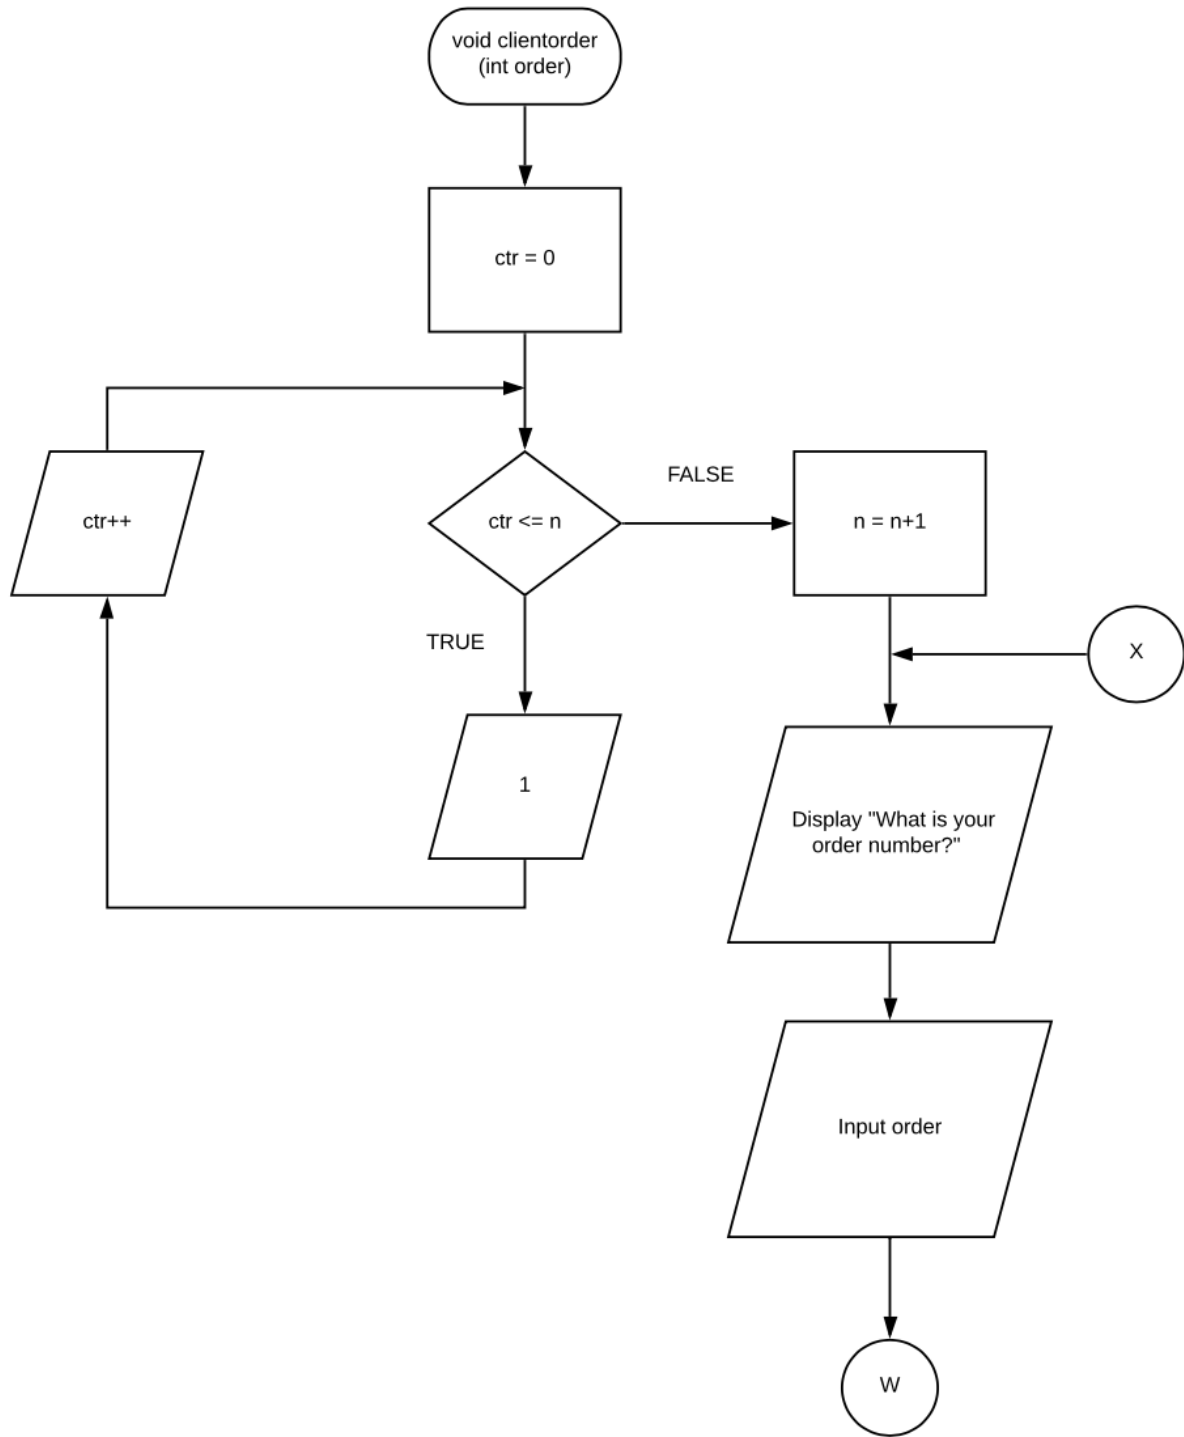 void clientorder
(int order)
ctr = 0
ctr++
ctr <= n
FALSE
n = n+1
TRUE
X
1
Display "What is your
order number?"
Input order
W